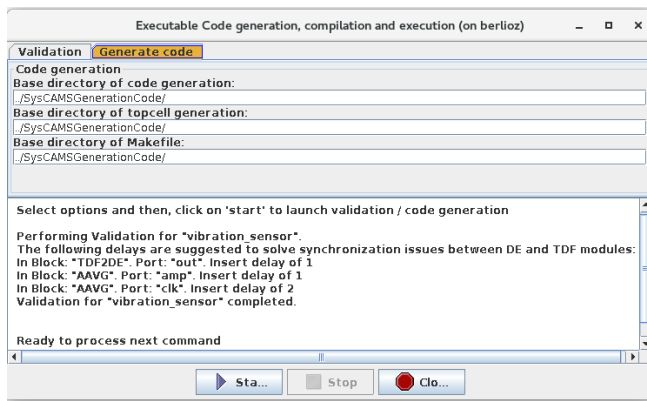 Executable Code generation, compilation and execution (on berlioz)
Validation Generate code
Code generation
Base directory of code generation:
../SysCAMSGenerationCode/
Base directory of topcell generation:
../SysCAMSGenerationCode/
Base directory of Makefile:
../SysCAMSGenerationCode/
Select options and then, click on 'start' to launch validation / code generation
Performing Validation for "vibration_sensor".
The following delays are suggested to solve synchronization issues between DE and TDF modules:
In Block: "TDF2DE". Port: "out". Insert delay of 1
In Block: "AAVG". Port: "amp". Insert delay of 1
In Block: "AAVG". Port: "clk". Insert delay of 2
Validation for "vibration_sensor" completed.
Ready to process next command
Sta... Stop Clo...